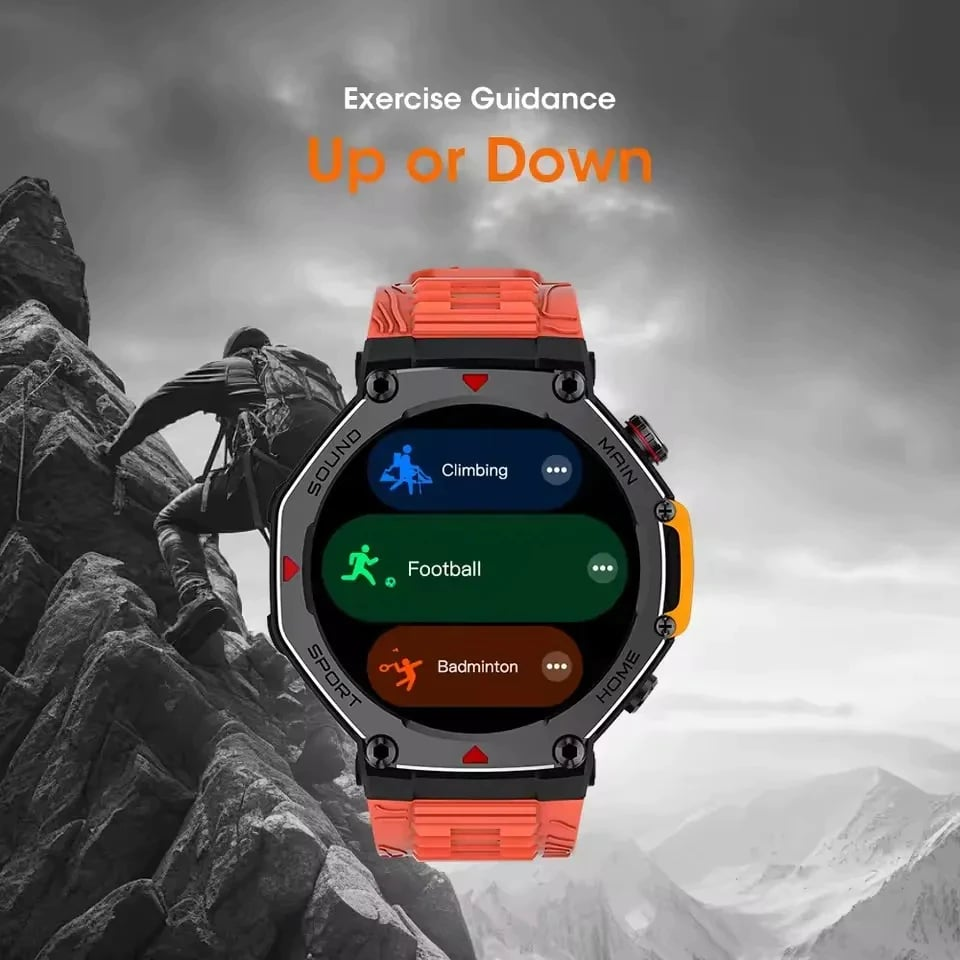 Exercise Guidance
Up or Down
SOUND
MAIN
Climbing
Football
Badminton
SPORT
HOME